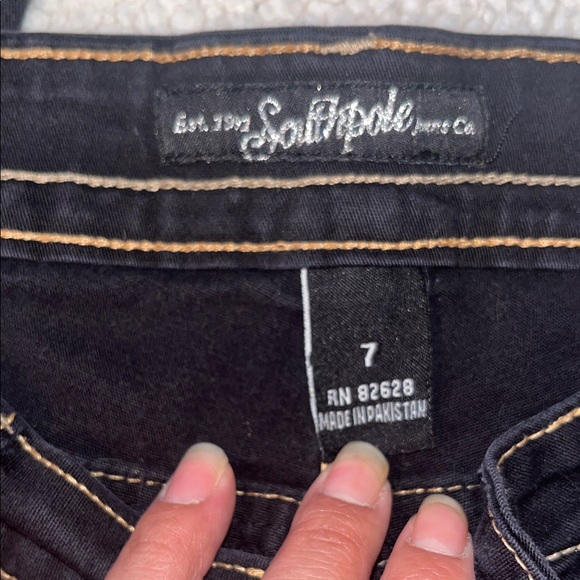 Est. 1991 Southpole Jeans Co.
7
RN 82628
MADE IN PAKISTAN